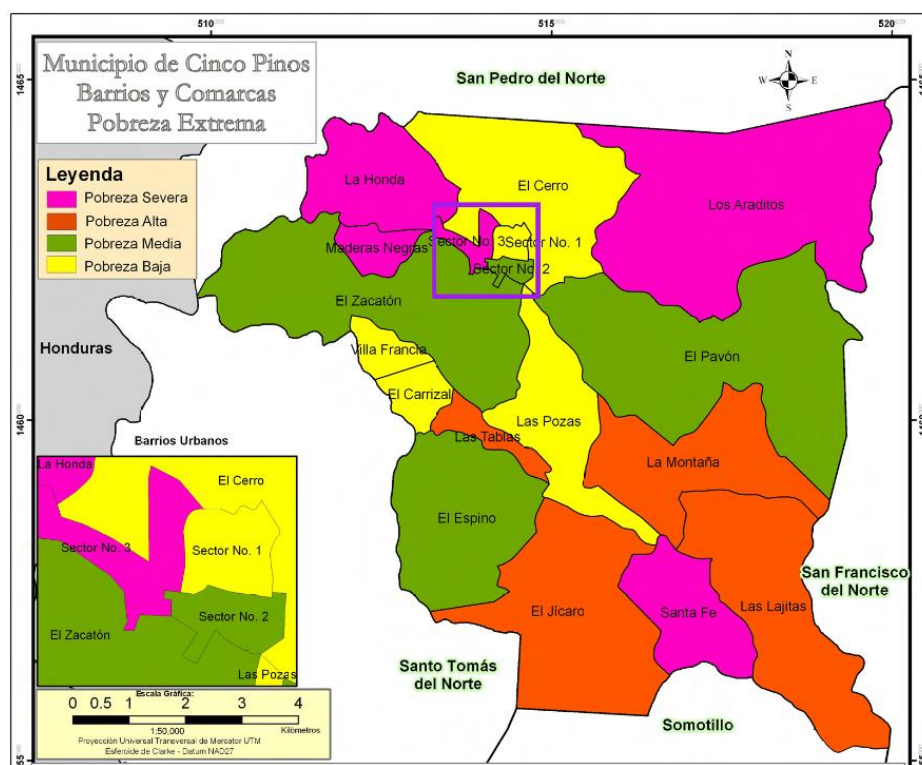 510000
515000
520000
1465
Municipio de Cinco Pinos
Barrios y Comarcas
Pobreza Extrema
San Pedro del Norte
N
W E
S
Leyenda
Pobreza Severa
Pobreza Alta
Pobreza Media
Pobreza Baja
La Honda
El Cerro
Los Araditos
Maderas Negras
Sector No. 3
Sector No. 1
Sector No. 2
El Zacatón
Honduras
Villa Francia
El Pavón
El Carrizal
Las Pozas
1460
1460
Las Tablas
Barrios Urbanos
La Montaña
La Honda
El Cerro
El Espino
Sector No. 3
Sector No. 1
San Francisco
del Norte
El Jícaro
Santa Fe
Las Lajitas
Sector No. 2
El Zacatón
Santo Tomás
del Norte
Las Pozas
Somotillo
Escala Gráfica:
0 0.5 1 2 3 4
1:50,000
Kilómetros
Proyección Universal Transversal de Mercator UTM
Esferoide de Clarke - Datum NAD27